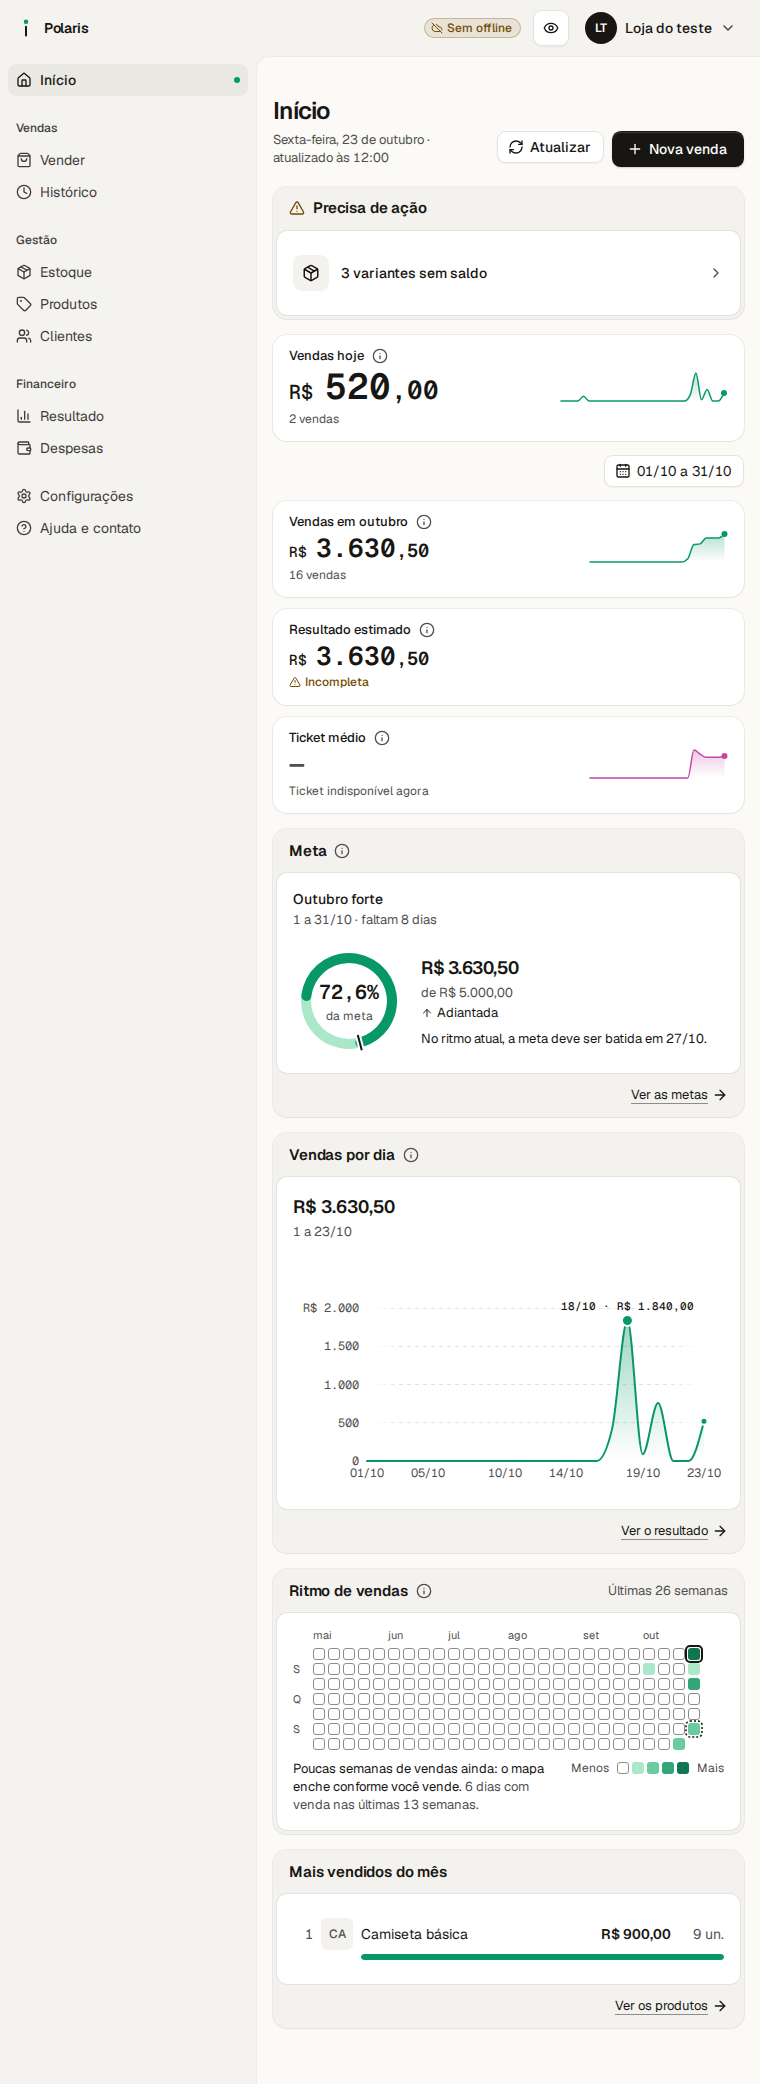 Polaris
Sem offline
LT
Loja do teste
Início
Vendas
Vender
Histórico
Gestão
Estoque
Produtos
Clientes
Financeiro
Resultado
Despesas
Configurações
Ajuda e contato
Início
Sexta-feira, 23 de outubro ·
atualizado às 12:00
Atualizar
Nova venda
Precisa de ação
3 variantes sem saldo
Vendas hoje
R$ 520,00
2 vendas
01/10 a 31/10
Vendas em outubro
R$ 3.630,50
16 vendas
Resultado estimado
R$ 3.630,50
Incompleta
Ticket médio
—
Ticket indisponível agora
Meta
Outubro forte
1 a 31/10 · faltam 8 dias
72,6%
da meta
R$ 3.630,50
de R$ 5.000,00
Adiantada
No ritmo atual, a meta deve ser batida em 27/10.
Ver as metas
Vendas por dia
R$ 3.630,50
1 a 23/10
18/10 · R$ 1.840,00
R$ 2.000
1.500
1.000
500
0
01/10 05/10 10/10 14/10 19/10 23/10
Ver o resultado
Ritmo de vendas
Últimas 26 semanas
mai jun jul ago set out
S
Q
S
Poucas semanas de vendas ainda: o mapa
enche conforme você vende. 6 dias com
venda nas últimas 13 semanas.
Menos Mais
Mais vendidos do mês
1 CA Camiseta básica R$ 900,00 9 un.
Ver os produtos